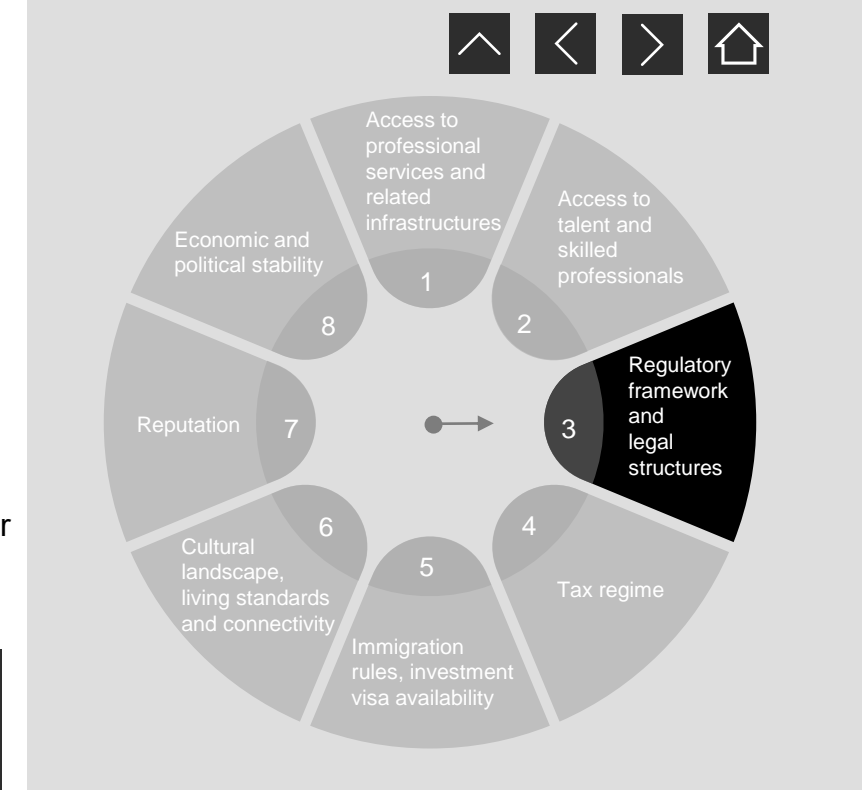 Access to
professional
services and
related
infrastructures
1
Access to
talent and
skilled
professionals
2
Regulatory
framework
and
legal
structures
3
Tax regime
4
Immigration
rules, investment
visa availability
5
Cultural
landscape,
living standards
and connectivity
6
Reputation
7
Economic and
political stability
8
r